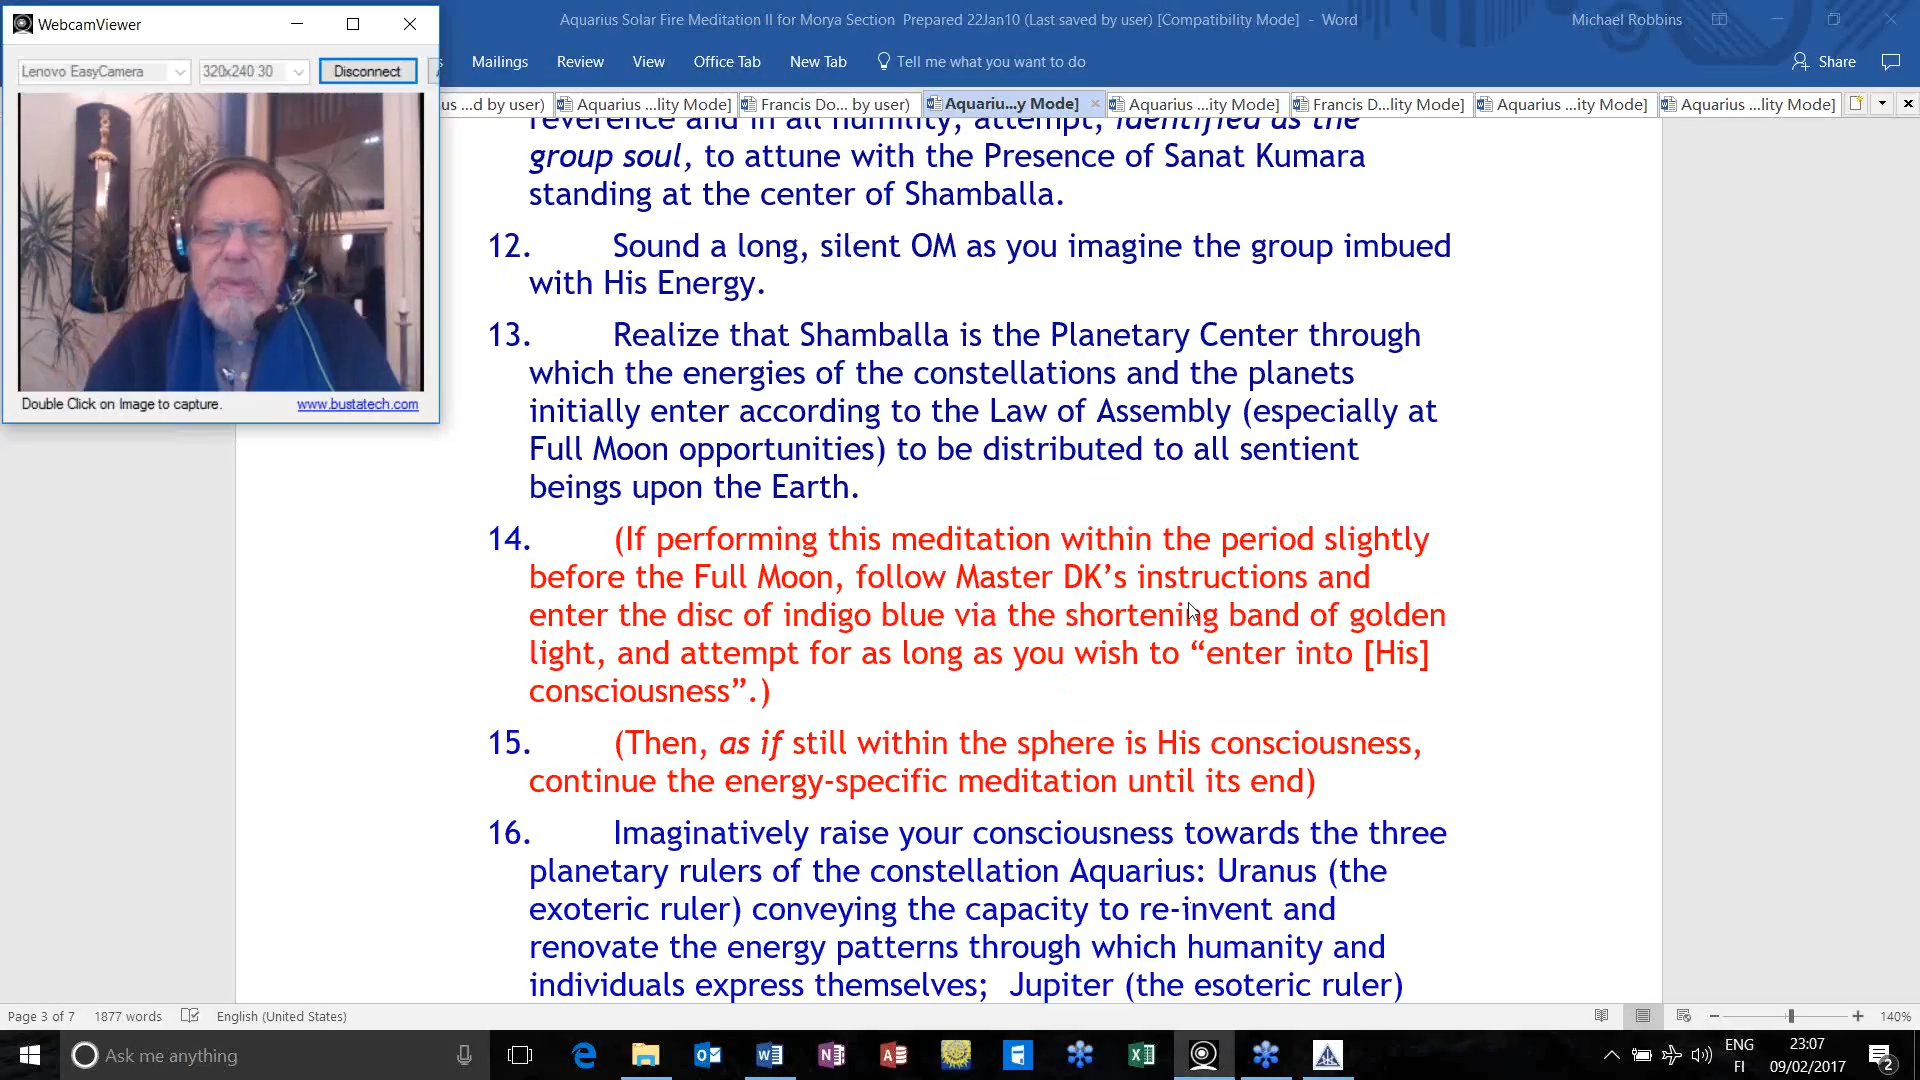 WebcamViewer
Lenovo EasyCamera
320x240 30
Disconnect
Double Click on Image to capture.
www.bustatech.com
Aquarius Solar Fire Meditation II for Morya Section  Prepared 22Jan10 (Last saved by user) [Compatibility Mode]  -  Word
Michael Robbins
Mailings
Review
View
Office Tab
New Tab
Tell me what you want to do
Share
us ...d by user)
Aquarius ...lity Mode]
Francis Do... by user)
Aquariu...y Mode]
Aquarius ...ity Mode]
Francis D...lity Mode]
Aquarius ...ity Mode]
Aquarius ...lity Mode]
reverence and in all humility, attempt, identified as the
group soul, to attune with the Presence of Sanat Kumara
standing at the center of Shamballa.
12. Sound a long, silent OM as you imagine the group imbued
with His Energy.
13. Realize that Shamballa is the Planetary Center through
which the energies of the constellations and the planets
initially enter according to the Law of Assembly (especially at
Full Moon opportunities) to be distributed to all sentient
beings upon the Earth.
14. (If performing this meditation within the period slightly
before the Full Moon, follow Master DK’s instructions and
enter the disc of indigo blue via the shortening band of golden
light, and attempt for as long as you wish to “enter into [His]
consciousness”.)
15. (Then, as if still within the sphere is His consciousness,
continue the energy-specific meditation until its end)
16. Imaginatively raise your consciousness towards the three
planetary rulers of the constellation Aquarius: Uranus (the
exoteric ruler) conveying the capacity to re-invent and
renovate the energy patterns through which humanity and
individuals express themselves;  Jupiter (the esoteric ruler)
Page 3 of 7
1877 words
English (United States)
140%
Ask me anything
ENG
FI
23:07
09/02/2017
2